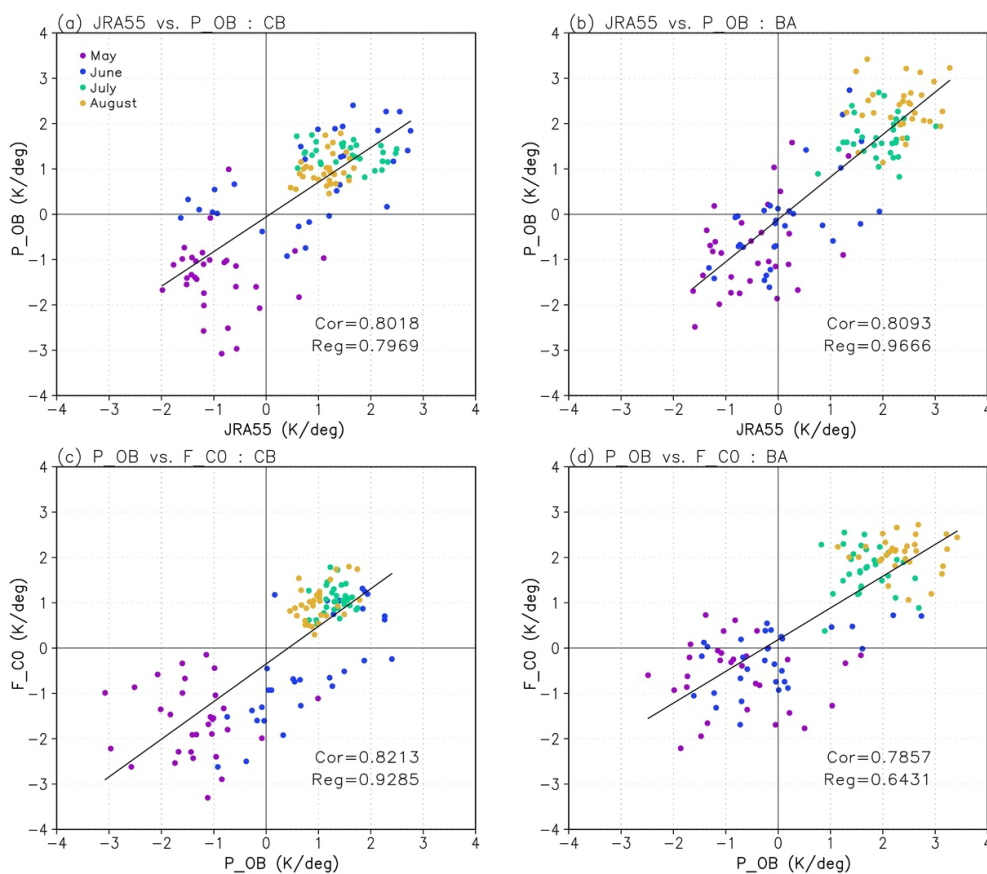 (a) JRA55 vs. P_OB : CB
4
3
2
1
0
−1
−2
−3
−4
P_OB (K/deg)
May
June
July
August
Cor=0.8018
Reg=0.7969
−4 −3 −2 −1 0 1 2 3 4
JRA55 (K/deg)
(b) JRA55 vs. P_OB : BA
4
3
2
1
0
−1
−2
−3
−4
P_OB (K/deg)
Cor=0.8093
Reg=0.9666
−4 −3 −2 −1 0 1 2 3 4
JRA55 (K/deg)
(c) P_OB vs. F_C0 : CB
4
3
2
1
0
−1
−2
−3
−4
F_C0 (K/deg)
Cor=0.8213
Reg=0.9285
−4 −3 −2 −1 0 1 2 3 4
P_OB (K/deg)
(d) P_OB vs. F_C0 : BA
4
3
2
1
0
−1
−2
−3
−4
F_C0 (K/deg)
Cor=0.7857
Reg=0.6431
−4 −3 −2 −1 0 1 2 3 4
P_OB (K/deg)